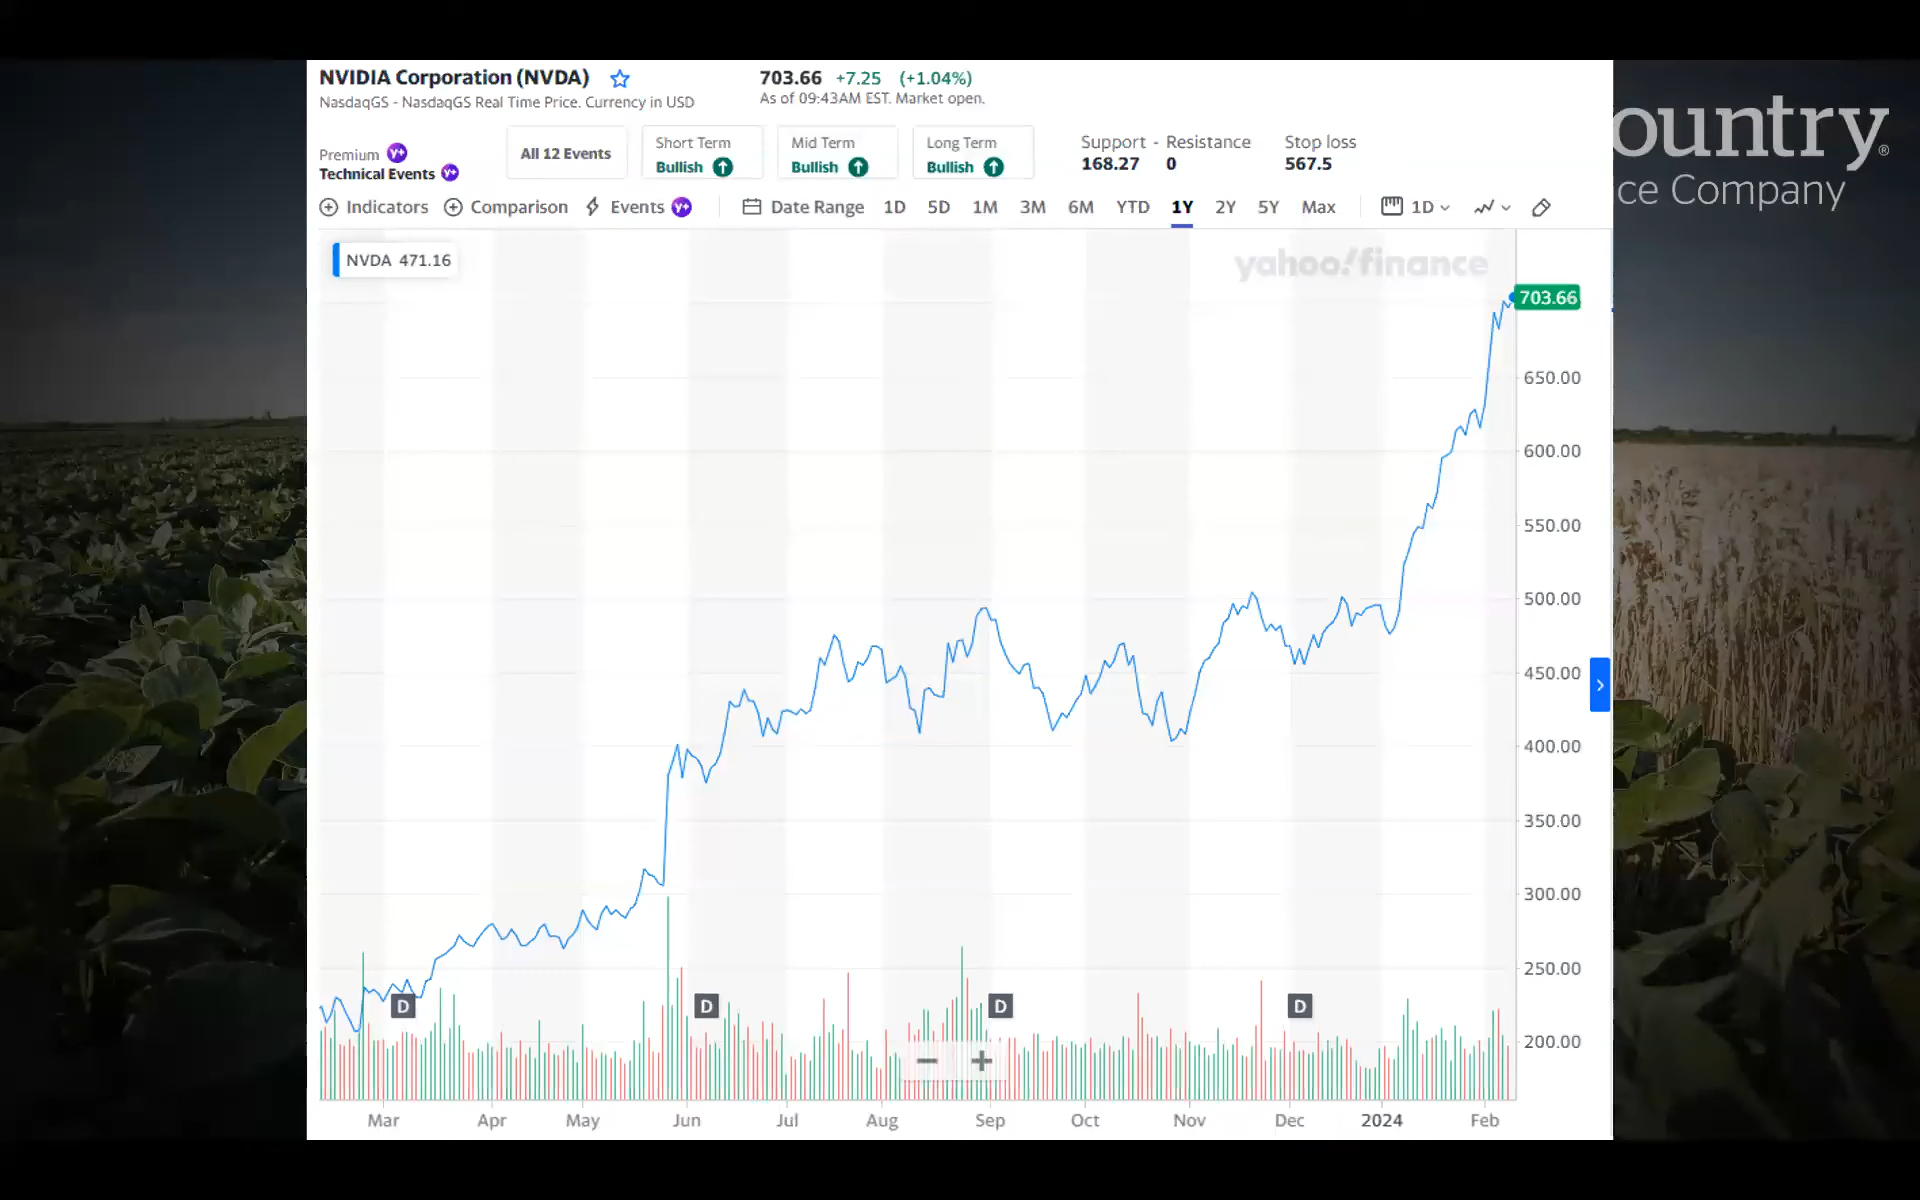 NVIDIA Corporation (NVDA)
703.66 +7.25 (+1.04%)
NasdaqGS - NasdaqGS Real Time Price. Currency in USD
As of 09:43AM EST. Market open.
ountry®
ce Company
Premium Y+
Technical Events Y+
All 12 Events
Short Term
Bullish
Mid Term
Bullish
Long Term
Bullish
Support - Resistance
168.27 0
Stop loss
567.5
Indicators Comparison Events Y+ Date Range 1D 5D 1M 3M 6M YTD 1Y 2Y 5Y Max 1D
NVDA 471.16
yahoo!finance
703.66
650.00
600.00
550.00
500.00
450.00
400.00
350.00
300.00
250.00
200.00
D D D D
− +
Mar Apr May Jun Jul Aug Sep Oct Nov Dec 2024 Feb